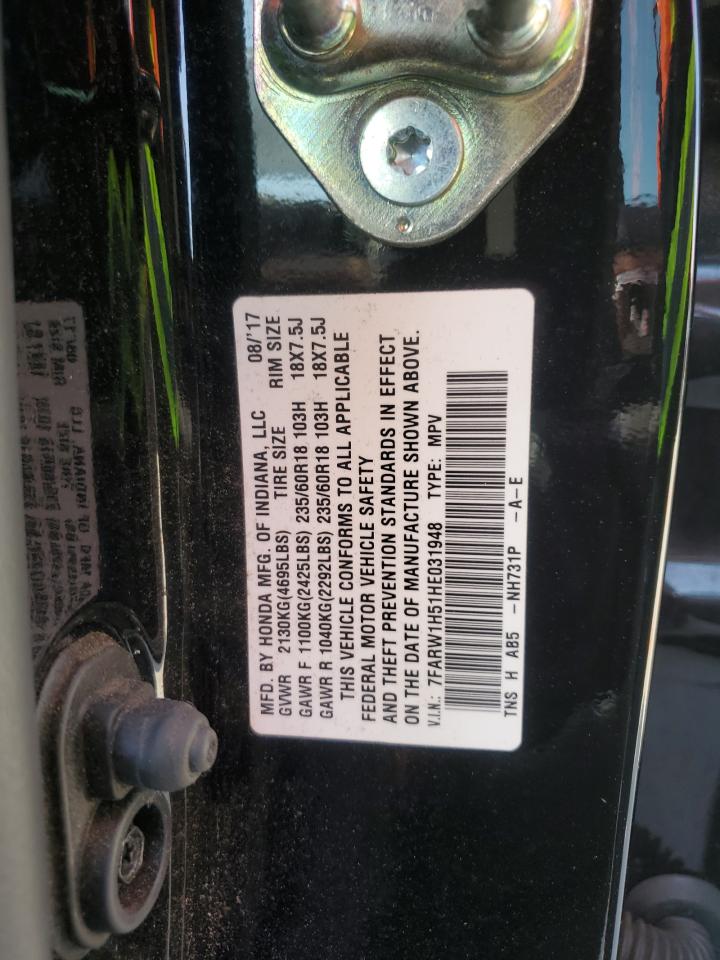 MFD. BY HONDA MFG. OF INDIANA, LLC 08/'17
GVWR 2130KG(4695LBS) TIRE SIZE RIM SIZE
GAWR F 1100KG(2425LBS) 235/60R18 103H 18X7.5J
GAWR R 1040KG(2292LBS) 235/60R18 103H 18X7.5J
THIS VEHICLE CONFORMS TO ALL APPLICABLE
FEDERAL MOTOR VEHICLE SAFETY
AND THEFT PREVENTION STANDARDS IN EFFECT
ON THE DATE OF MANUFACTURE SHOWN ABOVE.
V.I.N.: 7FARW1H51HE031948 TYPE: MPV
TNS H AB5 -NH731P -A-E